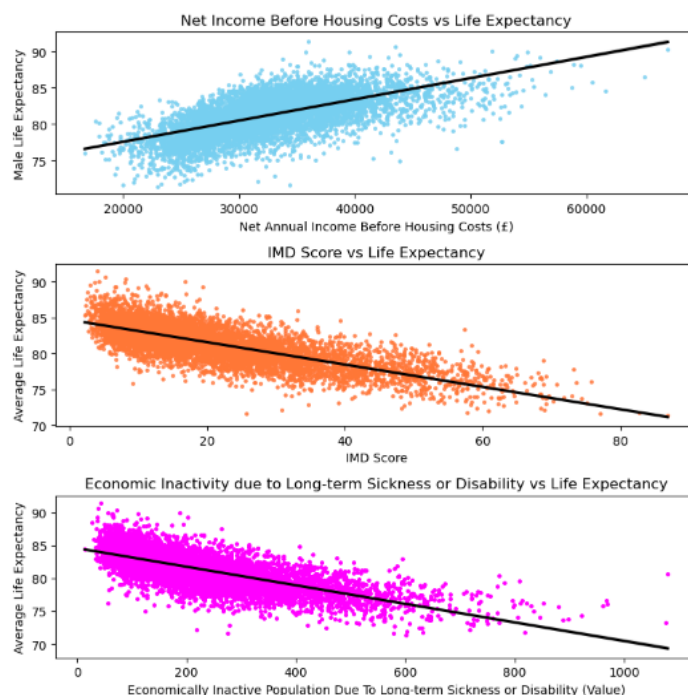 Net Income Before Housing Costs vs Life Expectancy
90
85
80
75
Male Life Expectancy
20000 30000 40000 50000 60000
Net Annual Income Before Housing Costs (£)
IMD Score vs Life Expectancy
90
85
80
75
70
Average Life Expectancy
0 20 40 60 80
IMD Score
Economic Inactivity due to Long-term Sickness or Disability vs Life Expectancy
90
85
80
75
70
Average Life Expectancy
0 200 400 600 800 1000
Economically Inactive Population Due To Long-term Sickness or Disability (Value)